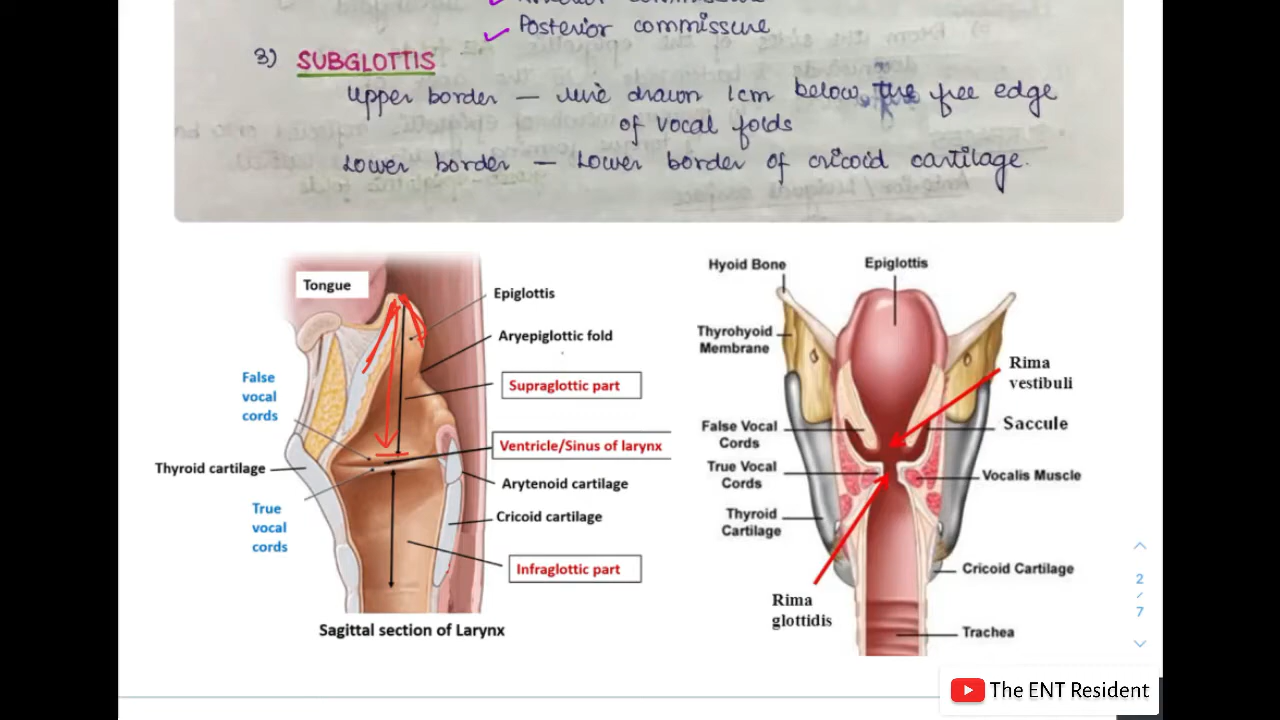 Posterior commissure
3) SUBGLOTTIS
Upper border — line drawn 1cm below the free edge
of vocal folds
Lower border — Lower border of cricoid cartilage.
Tongue
Epiglottis
Aryepiglottic fold
False
vocal
cords
Supraglottic part
Ventricle/Sinus of larynx
Thyroid cartilage
Arytenoid cartilage
True
vocal
cords
Cricoid cartilage
Infraglottic part
Sagittal section of Larynx
Hyoid Bone
Epiglottis
Thyrohyoid
Membrane
Rima
vestibuli
False Vocal
Cords
Saccule
True Vocal
Cords
Vocalis Muscle
Thyroid
Cartilage
Cricoid Cartilage
Rima
glottidis
Trachea
2
/
7
The ENT Resident